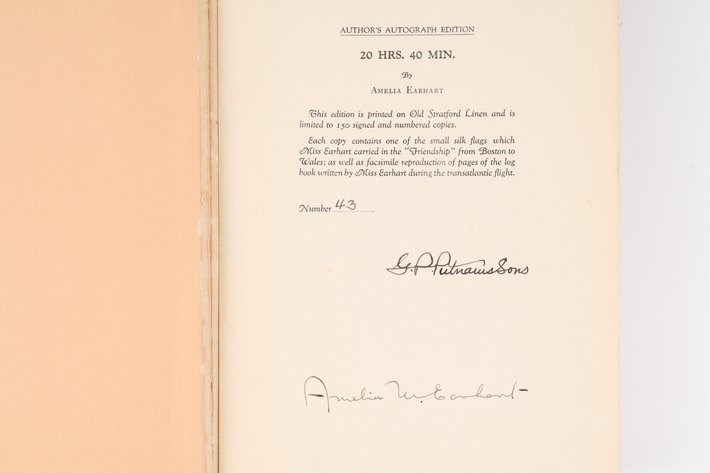 AUTHOR'S AUTOGRAPH EDITION
20 HRS. 40 MIN.
By
AMELIA EARHART
This edition is printed on Old Stratford Linen and is
limited to 150 signed and numbered copies.
Each copy contains one of the small silk flags which
Miss Earhart carried in the "Friendship" from Boston to
Wales; as well as facsimile reproduction of pages of the log
book written by Miss Earhart during the transatlantic flight.
Number 43
G. P. Putnams Sons
Amelia M. Earhart